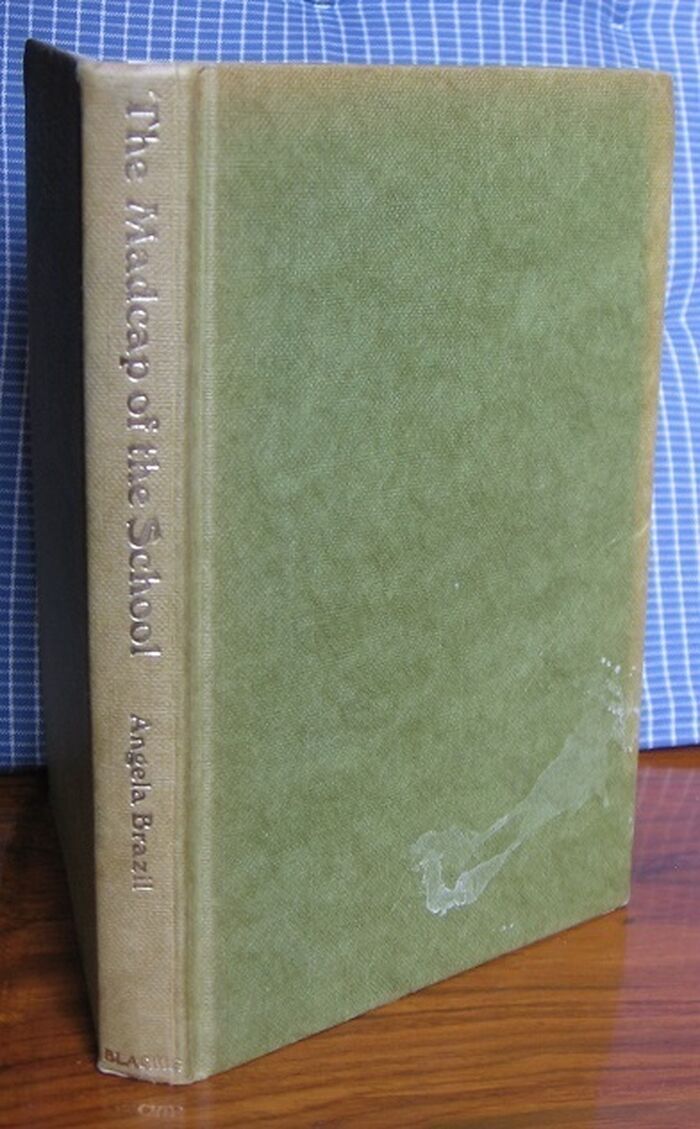 The Madcap of the School
Angela Brazil
BLACKIE